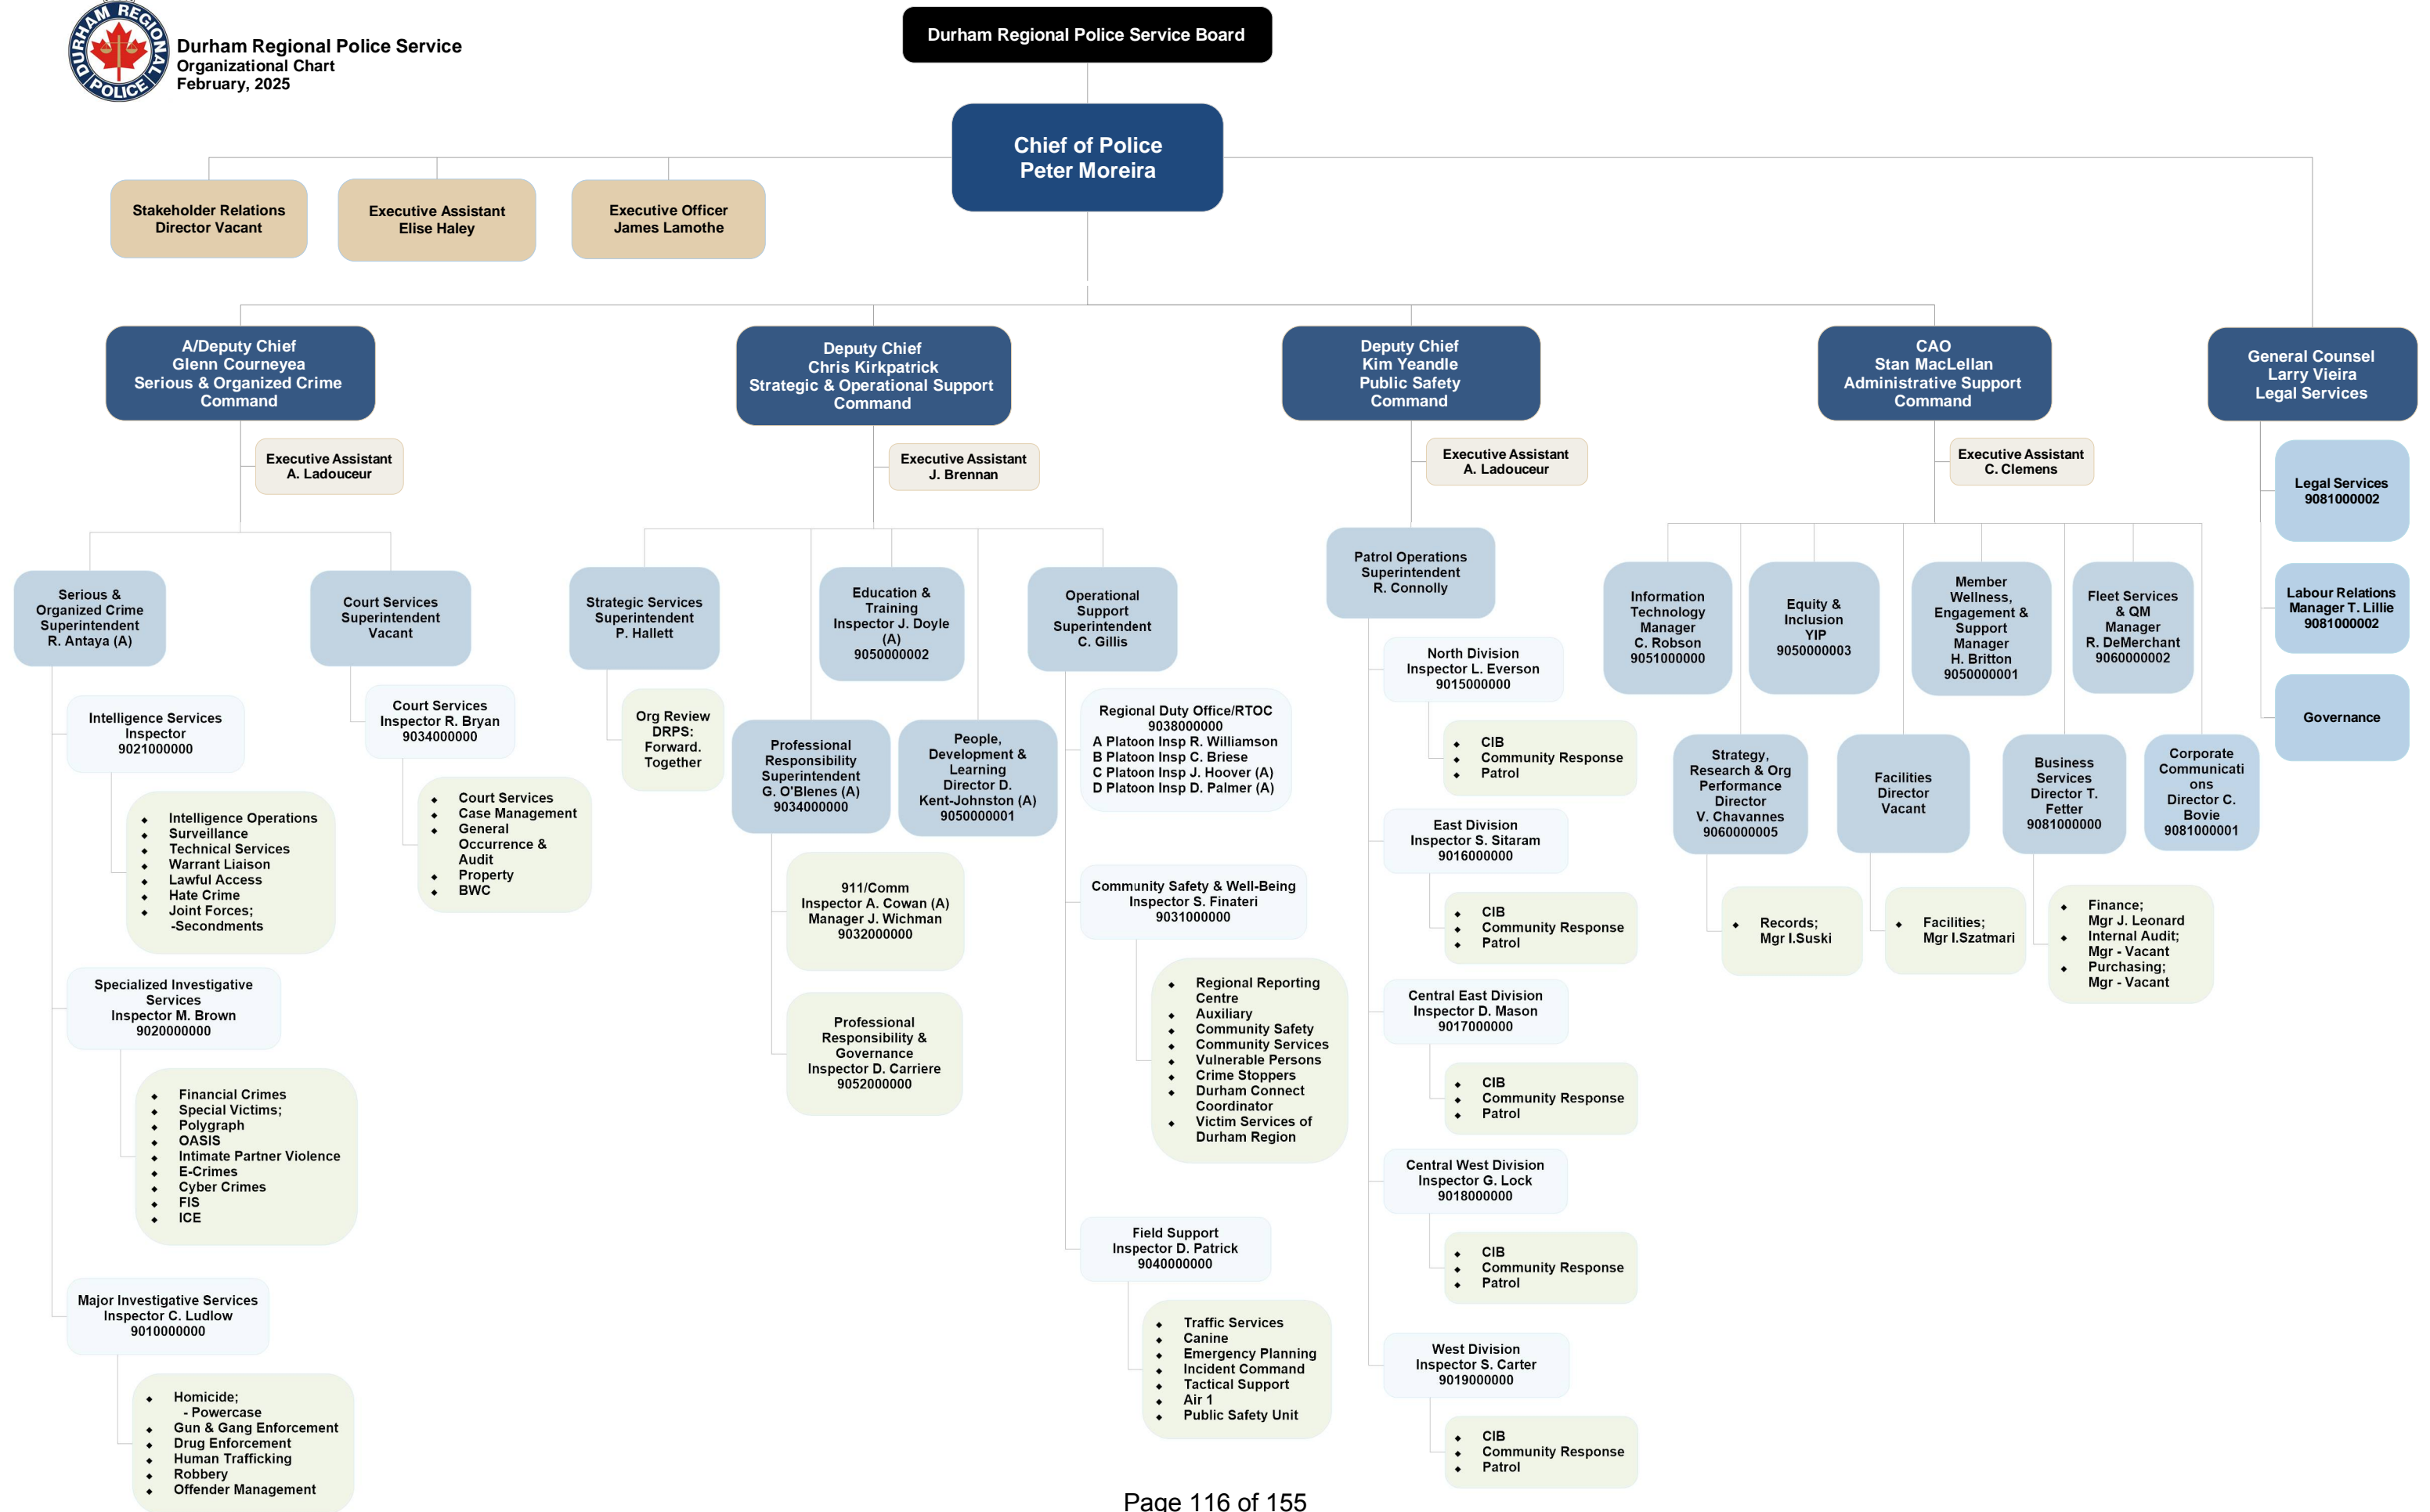 DURHAM REGIONAL
POLICE
Durham Regional Police Service
Organizational Chart
February, 2025
Durham Regional Police Service Board
Chief of Police
Peter Moreira
Stakeholder Relations
Director Vacant
Executive Assistant
Elise Haley
Executive Officer
James Lamothe
A/Deputy Chief
Glenn Courneyea
Serious & Organized Crime
Command
Executive Assistant
A. Ladouceur
Serious &
Organized Crime
Superintendent
R. Antaya (A)
Intelligence Services
Inspector
9021000000
Intelligence Operations
Surveillance
Technical Services
Warrant Liaison
Lawful Access
Hate Crime
Joint Forces;
-Secondments
Specialized Investigative
Services
Inspector M. Brown
9020000000
Financial Crimes
Special Victims;
Polygraph
OASIS
Intimate Partner Violence
E-Crimes
Cyber Crimes
FIS
ICE
Major Investigative Services
Inspector C. Ludlow
9010000000
Homicide;
- Powercase
Gun & Gang Enforcement
Drug Enforcement
Human Trafficking
Robbery
Offender Management
Court Services
Superintendent
Vacant
Court Services
Inspector R. Bryan
9034000000
Court Services
Case Management
General
Occurrence &
Audit
Property
BWC
Deputy Chief
Chris Kirkpatrick
Strategic & Operational Support
Command
Executive Assistant
J. Brennan
Strategic Services
Superintendent
P. Hallett
Org Review
DRPS:
Forward.
Together
Professional
Responsibility
Superintendent
G. O'Blenes (A)
9034000000
911/Comm
Inspector A. Cowan (A)
Manager J. Wichman
9032000000
Professional
Responsibility &
Governance
Inspector D. Carriere
9052000000
Education &
Training
Inspector J. Doyle
(A)
9050000002
People,
Development &
Learning
Director D.
Kent-Johnston (A)
9050000001
Operational
Support
Superintendent
C. Gillis
Regional Duty Office/RTOC
9038000000
A Platoon Insp R. Williamson
B Platoon Insp C. Briese
C Platoon Insp J. Hoover (A)
D Platoon Insp D. Palmer (A)
Community Safety & Well-Being
Inspector S. Finateri
9031000000
Regional Reporting
Centre
Auxiliary
Community Safety
Community Services
Vulnerable Persons
Crime Stoppers
Durham Connect
Coordinator
Victim Services of
Durham Region
Field Support
Inspector D. Patrick
9040000000
Traffic Services
Canine
Emergency Planning
Incident Command
Tactical Support
Air 1
Public Safety Unit
Deputy Chief
Kim Yeandle
Public Safety
Command
Executive Assistant
A. Ladouceur
Patrol Operations
Superintendent
R. Connolly
North Division
Inspector L. Everson
9015000000
CIB
Community Response
Patrol
East Division
Inspector S. Sitaram
9016000000
CIB
Community Response
Patrol
Central East Division
Inspector D. Mason
9017000000
CIB
Community Response
Patrol
Central West Division
Inspector G. Lock
9018000000
CIB
Community Response
Patrol
West Division
Inspector S. Carter
9019000000
CIB
Community Response
Patrol
CAO
Stan MacLellan
Administrative Support
Command
Executive Assistant
C. Clemens
Information
Technology
Manager
C. Robson
9051000000
Equity &
Inclusion
YIP
9050000003
Member
Wellness,
Engagement &
Support
Manager
H. Britton
9050000001
Fleet Services
& QM
Manager
R. DeMerchant
9060000002
Strategy,
Research & Org
Performance
Director
V. Chavannes
9060000005
Records;
Mgr I.Suski
Facilities
Director
Vacant
Facilities;
Mgr I.Szatmari
Business
Services
Director T.
Fetter
9081000000
Finance;
Mgr J. Leonard
Internal Audit;
Mgr - Vacant
Purchasing;
Mgr - Vacant
Corporate
Communicati
ons
Director C.
Bovie
9081000001
General Counsel
Larry Vieira
Legal Services
Legal Services
9081000002
Labour Relations
Manager T. Lillie
9081000002
Governance
Page 116 of 155